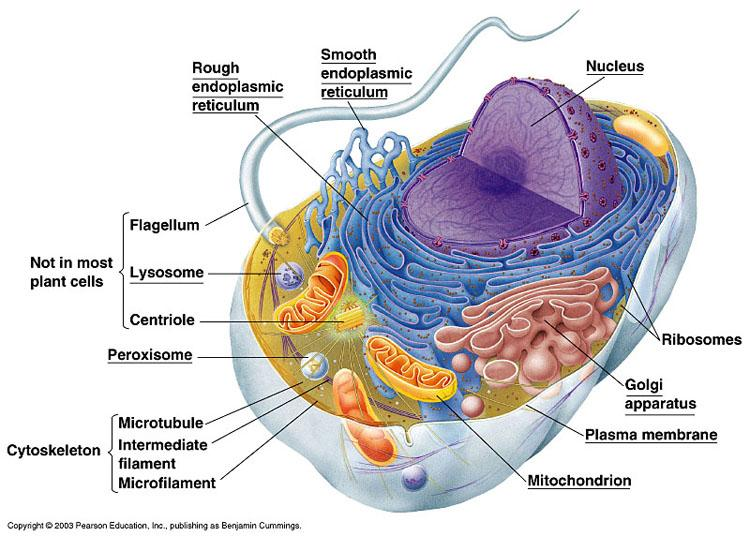 Smooth
endoplasmic
reticulum
Rough
endoplasmic
reticulum
Nucleus
Flagellum
Not in most
plant cells
Lysosome
Centriole
Peroxisome
Ribosomes
Golgi
apparatus
Cytoskeleton
Microtubule
Intermediate
filament
Microfilament
Plasma membrane
Mitochondrion
Copyright © 2003 Pearson Education, Inc., publishing as Benjamin Cummings.